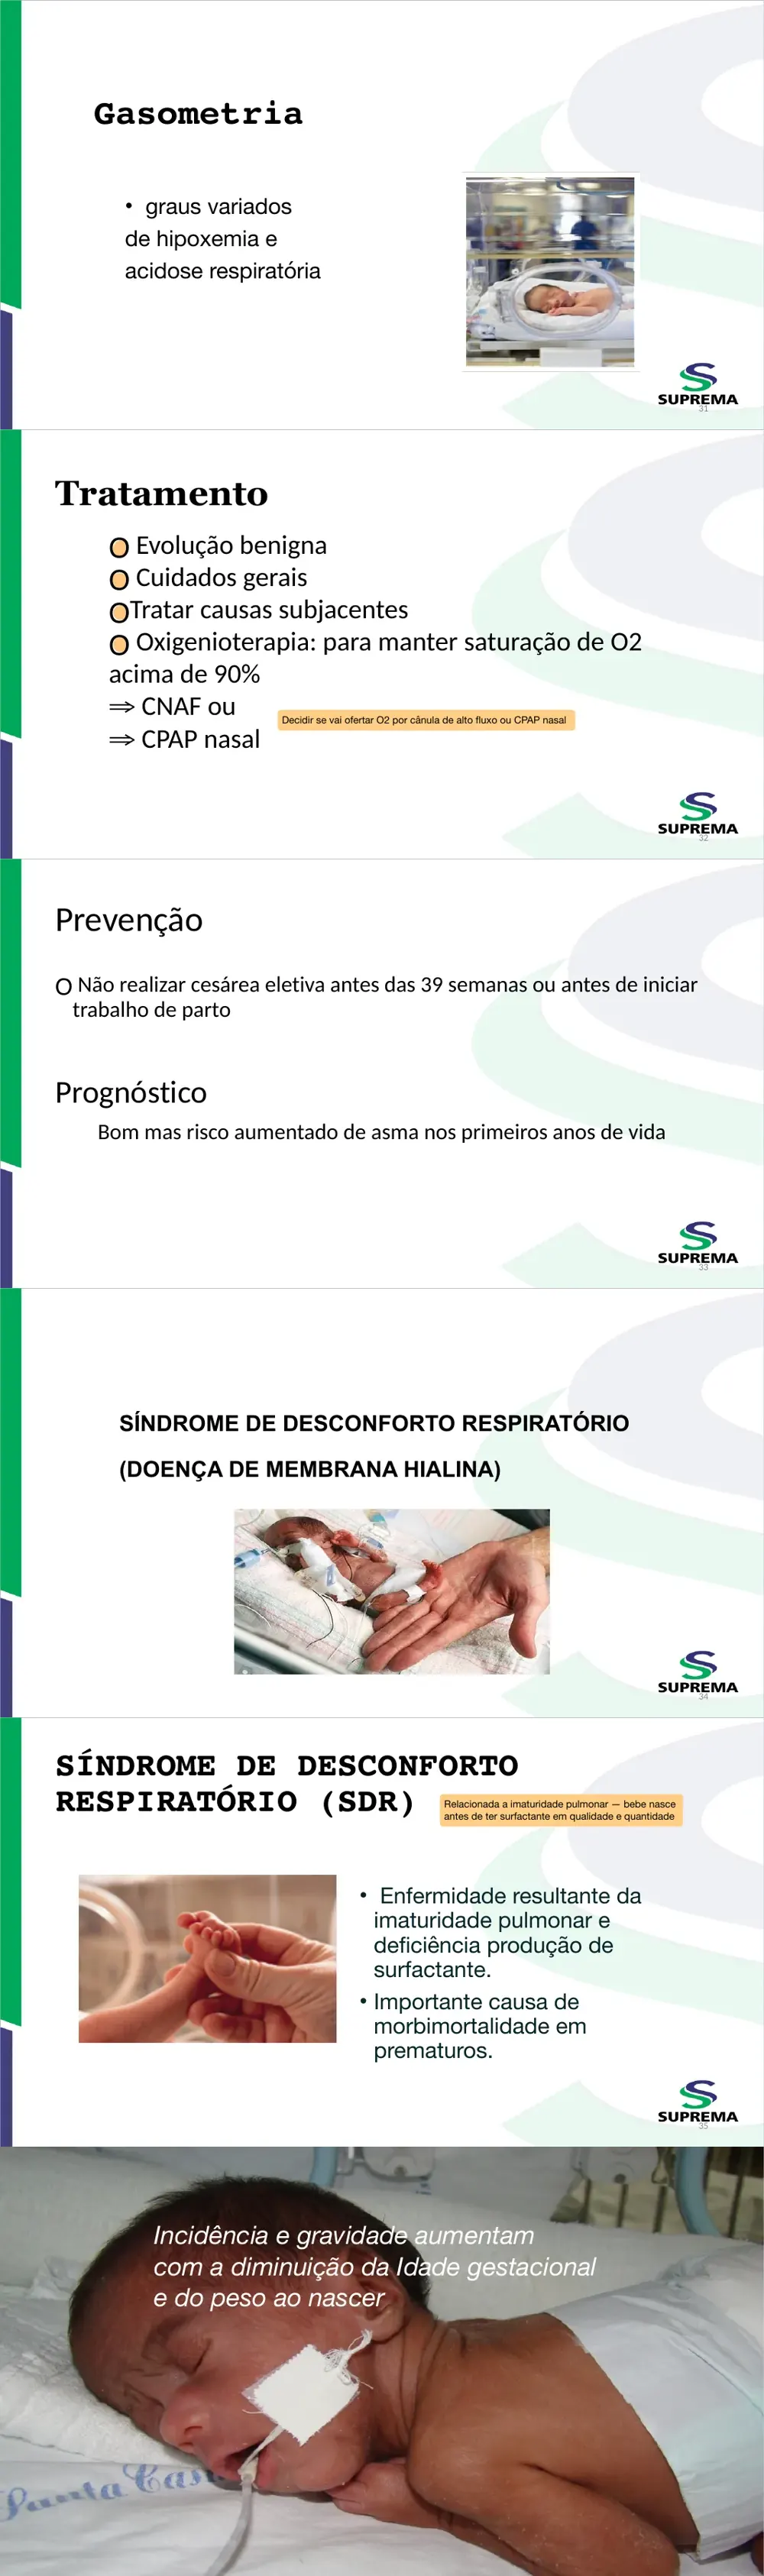 Gasometria
• graus variados
de hipoxemia e
acidose respiratória
SUPREMA
31
Tratamento
O Evolução benigna
O Cuidados gerais
OTratar causas subjacentes
O Oxigenioterapia: para manter saturação de O2
acima de 90%
⇒ CNAF ou
⇒ CPAP nasal
Decidir se vai ofertar O2 por cânula de alto fluxo ou CPAP nasal
SUPREMA
32
Prevenção
O Não realizar cesárea eletiva antes das 39 semanas ou antes de iniciar
trabalho de parto
Prognóstico
Bom mas risco aumentado de asma nos primeiros anos de vida
SUPREMA
33
SÍNDROME DE DESCONFORTO RESPIRATÓRIO
(DOENÇA DE MEMBRANA HIALINA)
SUPREMA
34
SÍNDROME DE DESCONFORTO
RESPIRATÓRIO (SDR)
Relacionada a imaturidade pulmonar — bebe nasce
antes de ter surfactante em qualidade e quantidade
• Enfermidade resultante da
imaturidade pulmonar e
deficiência produção de
surfactante.
• Importante causa de
morbimortalidade em
prematuros.
SUPREMA
35
Incidência e gravidade aumentam
com a diminuição da Idade gestacional
e do peso ao nascer
Santa Cas